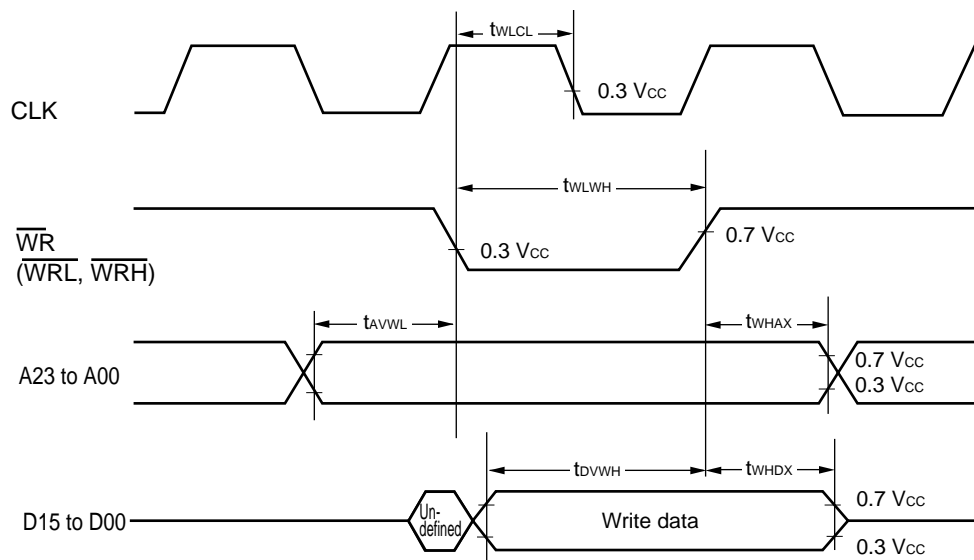 tWLCL
CLK
0.3 VCC
tWLWH
WR
(WRL, WRH)
0.3 VCC
0.7 VCC
tAVWL
tWHAX
A23 to A00
0.7 VCC
0.3 VCC
tDVWH
tWHDX
D15 to D00
Un-
defined
Write data
0.7 VCC
0.3 VCC